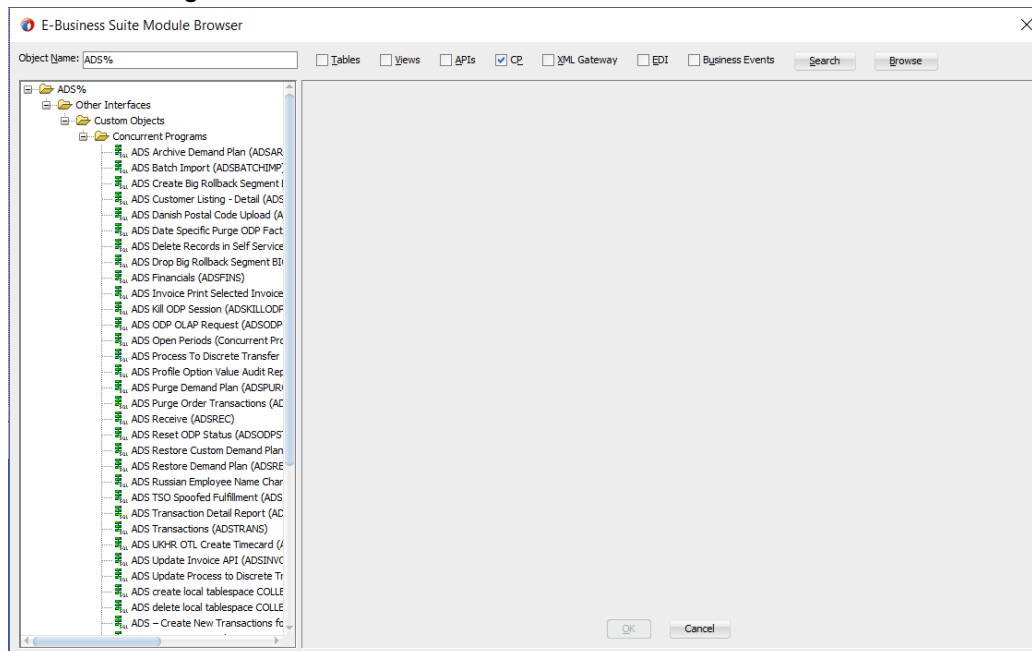 E-Business Suite Module Browser
Object Name: ADS% Tables Views APIs CP XML Gateway EDI Business Events Search Browse
ADS%
Other Interfaces
Custom Objects
Concurrent Programs
ADS Archive Demand Plan (ADSAR
ADS Batch Import (ADSBATCHIMP)
ADS Create Big Rollback Segment
ADS Customer Listing - Detail (ADS
ADS Danish Postal Code Upload (A
ADS Date Specific Purge ODP Fact
ADS Delete Records in Self Service
ADS Drop Big Rollback Segment BI
ADS Financials (ADSFINS)
ADS Invoice Print Selected Invoice
ADS Kill ODP Session (ADSKILLODP
ADS ODP OLAP Request (ADSODP
ADS Open Periods (Concurrent Pro
ADS Process To Discrete Transfer
ADS Profile Option Value Audit Rep
ADS Purge Demand Plan (ADSPUR
ADS Purge Order Transactions (AD
ADS Receive (ADSREC)
ADS Reset ODP Status (ADSODPS
ADS Restore Custom Demand Plan
ADS Restore Demand Plan (ADSRE
ADS Russian Employee Name Char
ADS TSO Spoofed Fulfillment (ADS
ADS Transaction Detail Report (AD
ADS Transactions (ADSTRANS)
ADS UKHR OTL Create Timecard (A
ADS Update Invoice API (ADSINVO
ADS Update Process to Discrete Tr
ADS create local tablespace COLLE
ADS delete local tablespace COLLE
ADS – Create New Transactions fo
OK Cancel